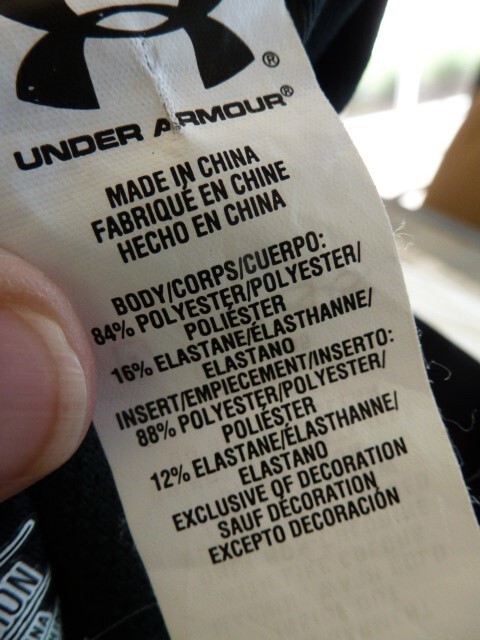 ®
UNDER ARMOUR®
MADE IN CHINA
FABRIQUÉ EN CHINE
HECHO EN CHINA
BODY/CORPS/CUERPO:
84% POLYESTER/POLYESTER/
POLIÉSTER
16% ELASTANE/ÉLASTHANNE/
ELASTANO
INSERT/EMPIECEMENT/INSERTO:
88% POLYESTER/POLYESTER/
POLIÉSTER
12% ELASTANE/ÉLASTHANNE/
ELASTANO
EXCLUSIVE OF DECORATION
SAUF DÉCORATION
EXCEPTO DECORACIÓN